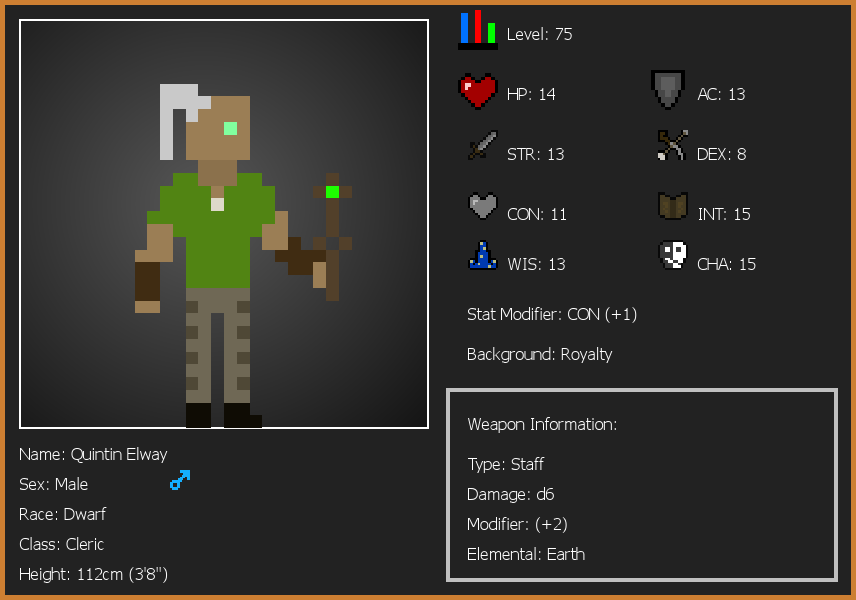 Level: 75
HP: 14
AC: 13
STR: 13
DEX: 8
CON: 11
INT: 15
WIS: 13
CHA: 15
Stat Modifier: CON (+1)
Background: Royalty
Weapon Information:
Type: Staff
Damage: d6
Modifier: (+2)
Elemental: Earth
Name: Quintin Elway
Sex: Male
Race: Dwarf
Class: Cleric
Height: 112cm (3'8")